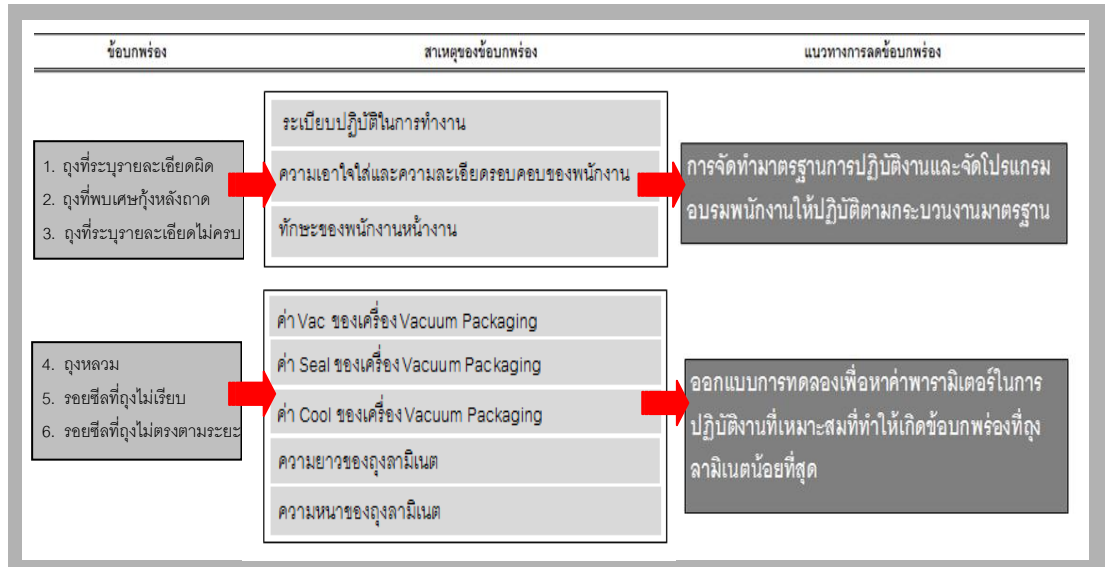 ข้อบกพร่อง
สาเหตุของข้อบกพร่อง
แนวทางการลดข้อบกพร่อง
1. ถุงที่ระบุรายละเอียดผิด
2. ถุงที่พบเศษกุ้งหลังถาด
3. ถุงที่ระบุรายละเอียดไม่ครบ
ระเบียบปฏิบัติในการทำงาน
ความเอาใจใส่และความละเอียดรอบคอบของพนักงาน
ทักษะของพนักงานหน้างาน
การจัดทำมาตรฐานการปฏิบัติงานและจัดโปรแกรม
อบรมพนักงานให้ปฏิบัติตามกระบวนงานมาตรฐาน
4. ถุงหลวม
5. รอยซีลที่ถุงไม่เรียบ
6. รอยซีลที่ถุงไม่ตรงตามระยะ
ค่า Vac ของเครื่อง Vacuum Packaging
ค่า Seal ของเครื่อง Vacuum Packaging
ค่า Cool ของเครื่อง Vacuum Packaging
ความยาวของถุงลามิเนต
ความหนาของถุงลามิเนต
ออกแบบการทดลองเพื่อหาค่าพารามิเตอร์ในการ
ปฏิบัติงานที่เหมาะสมที่ทำให้เกิดข้อบกพร่องที่ถุง
ลามิเนตน้อยที่สุด